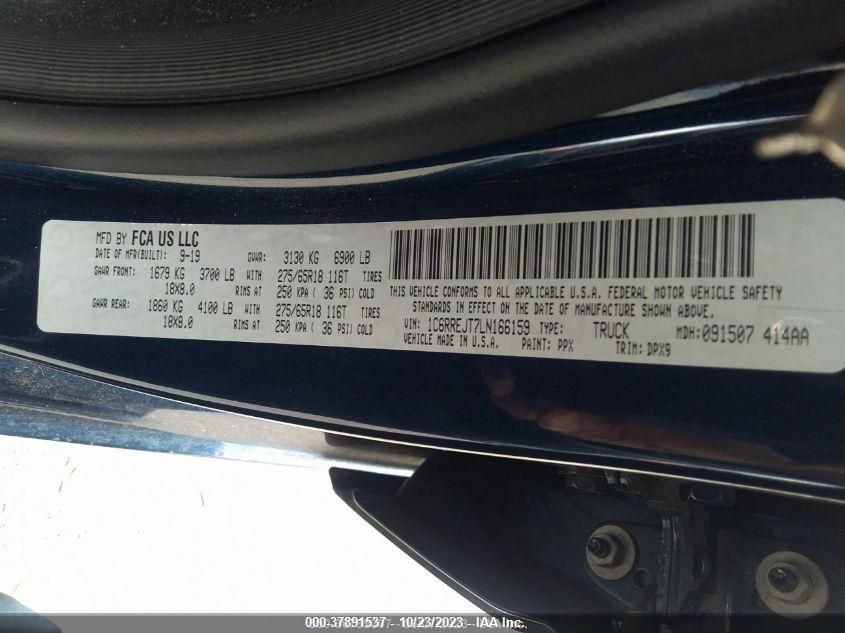 MFD BY FCA US LLC
DATE OF MFR(BUILT): 9-19 GVWR: 3130 KG 6900 LB
GAWR FRONT: 1679 KG 3700 LB WITH 275/65R18 116T TIRES
18X8.0 RIMS AT 250 KPA ( 36 PSI) COLD
GAWR REAR: 1860 KG 4100 LB WITH 275/65R18 116T TIRES
18X8.0 RIMS AT 250 KPA ( 36 PSI) COLD
THIS VEHICLE CONFORMS TO ALL APPLICABLE U.S.A. FEDERAL MOTOR VEHICLE SAFETY
STANDARDS IN EFFECT ON THE DATE OF MANUFACTURE SHOWN ABOVE.
VIN: 1C6RREJT7LN166159 TYPE: TRUCK MDH:091507 414AA
VEHICLE MADE IN U.S.A. PAINT: PPX TRIM: DPX9
000-37891537 - 10/23/2023 - IAA Inc.